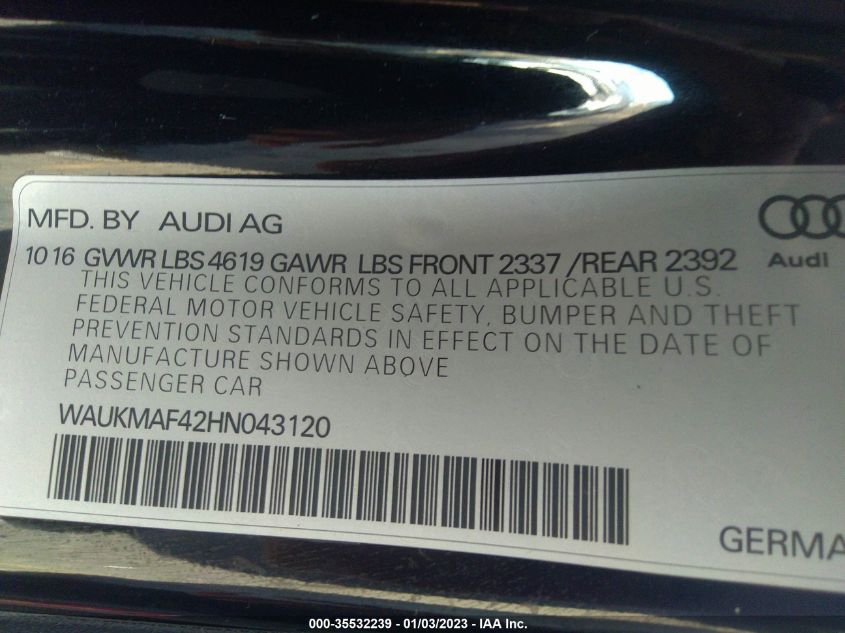 MFD. BY AUDI AG
10 16 GVWR LBS 4619 GAWR LBS FRONT 2337 /REAR 2392
Audi
THIS VEHICLE CONFORMS TO ALL APPLICABLE U.S.
FEDERAL MOTOR VEHICLE SAFETY, BUMPER AND THEFT
PREVENTION STANDARDS IN EFFECT ON THE DATE OF
MANUFACTURE SHOWN ABOVE
PASSENGER CAR
WAUKMAF42HN043120
GERMA
000-35532239 - 01/03/2023 - IAA Inc.